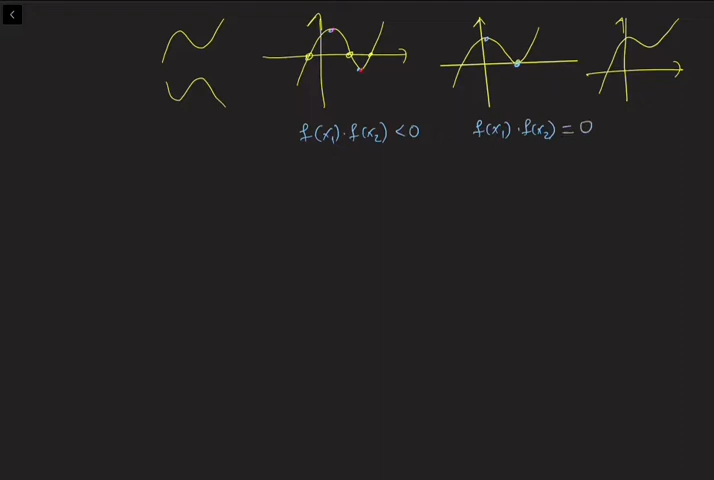 f(x₁)·f(x₂) < 0
f(x₁)·f(x₂) = 0